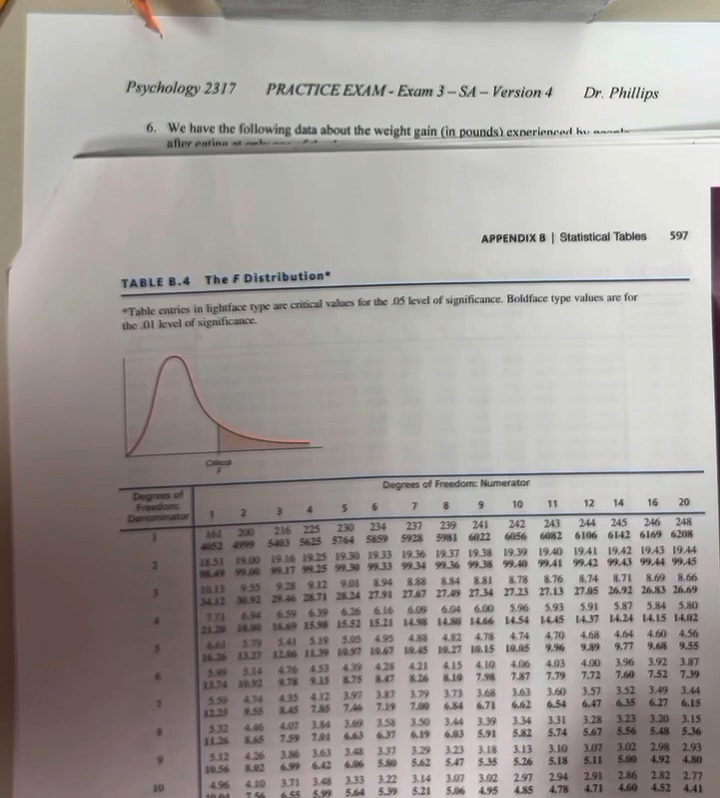 Psychology 2317 PRACTICE EXAM - Exam 3 – SA – Version 4 Dr. Phillips
6. We have the following data about the weight gain (in pounds) experienced by
after eating
APPENDIX B | Statistical Tables 597
TABLE B.4 The F Distribution*
*Table entries in lightface type are critical values for the .05 level of significance. Boldface type values are for
the .01 level of significance.
Critical
F
Degrees of Freedom: Numerator
Degrees of
Freedom:
Denominator
1 2 3 4 5 6 7 8 9 10 11 12 14 16 20
1 161 200 216 225 230 234 237 239 241 242 243 244 245 246 248
4052 4999 5403 5625 5764 5859 5928 5981 6022 6056 6082 6106 6142 6169 6208
2 18.51 19.00 19.16 19.25 19.30 19.33 19.36 19.37 19.38 19.39 19.40 19.41 19.42 19.43 19.44
98.49 99.00 99.17 99.25 99.30 99.33 99.34 99.36 99.38 99.40 99.41 99.42 99.43 99.44 99.45
3 10.13 9.55 9.28 9.12 9.01 8.94 8.88 8.84 8.81 8.78 8.76 8.74 8.71 8.69 8.66
34.12 30.92 29.46 28.71 28.24 27.91 27.67 27.49 27.34 27.23 27.13 27.05 26.92 26.83 26.69
4 7.71 6.94 6.59 6.39 6.26 6.16 6.09 6.04 6.00 5.96 5.93 5.91 5.87 5.84 5.80
21.20 18.00 16.69 15.98 15.52 15.21 14.98 14.80 14.66 14.54 14.45 14.37 14.24 14.15 14.02
5 6.61 5.79 5.41 5.19 5.05 4.95 4.88 4.82 4.78 4.74 4.70 4.68 4.64 4.60 4.56
16.26 13.27 12.06 11.39 10.97 10.67 10.45 10.27 10.15 10.05 9.96 9.89 9.77 9.68 9.55
6 5.99 5.14 4.76 4.53 4.39 4.28 4.21 4.15 4.10 4.06 4.03 4.00 3.96 3.92 3.87
13.74 10.92 9.78 9.15 8.75 8.47 8.26 8.10 7.98 7.87 7.79 7.72 7.60 7.52 7.39
7 5.59 4.74 4.35 4.12 3.97 3.87 3.79 3.73 3.68 3.63 3.60 3.57 3.52 3.49 3.44
12.25 9.55 8.45 7.85 7.46 7.19 7.00 6.84 6.71 6.62 6.54 6.47 6.35 6.27 6.15
8 5.32 4.46 4.07 3.84 3.69 3.58 3.50 3.44 3.39 3.34 3.31 3.28 3.23 3.20 3.15
11.26 8.65 7.59 7.01 6.63 6.37 6.19 6.03 5.91 5.82 5.74 5.67 5.56 5.48 5.36
9 5.12 4.26 3.86 3.63 3.48 3.37 3.29 3.23 3.18 3.13 3.10 3.07 3.02 2.98 2.93
10.56 8.02 6.99 6.42 6.06 5.80 5.62 5.47 5.35 5.26 5.18 5.11 5.00 4.92 4.80
10 4.96 4.10 3.71 3.48 3.33 3.22 3.14 3.07 3.02 2.97 2.94 2.91 2.86 2.82 2.77
10.04 7.56 6.55 5.99 5.64 5.39 5.21 5.06 4.95 4.85 4.78 4.71 4.60 4.52 4.41